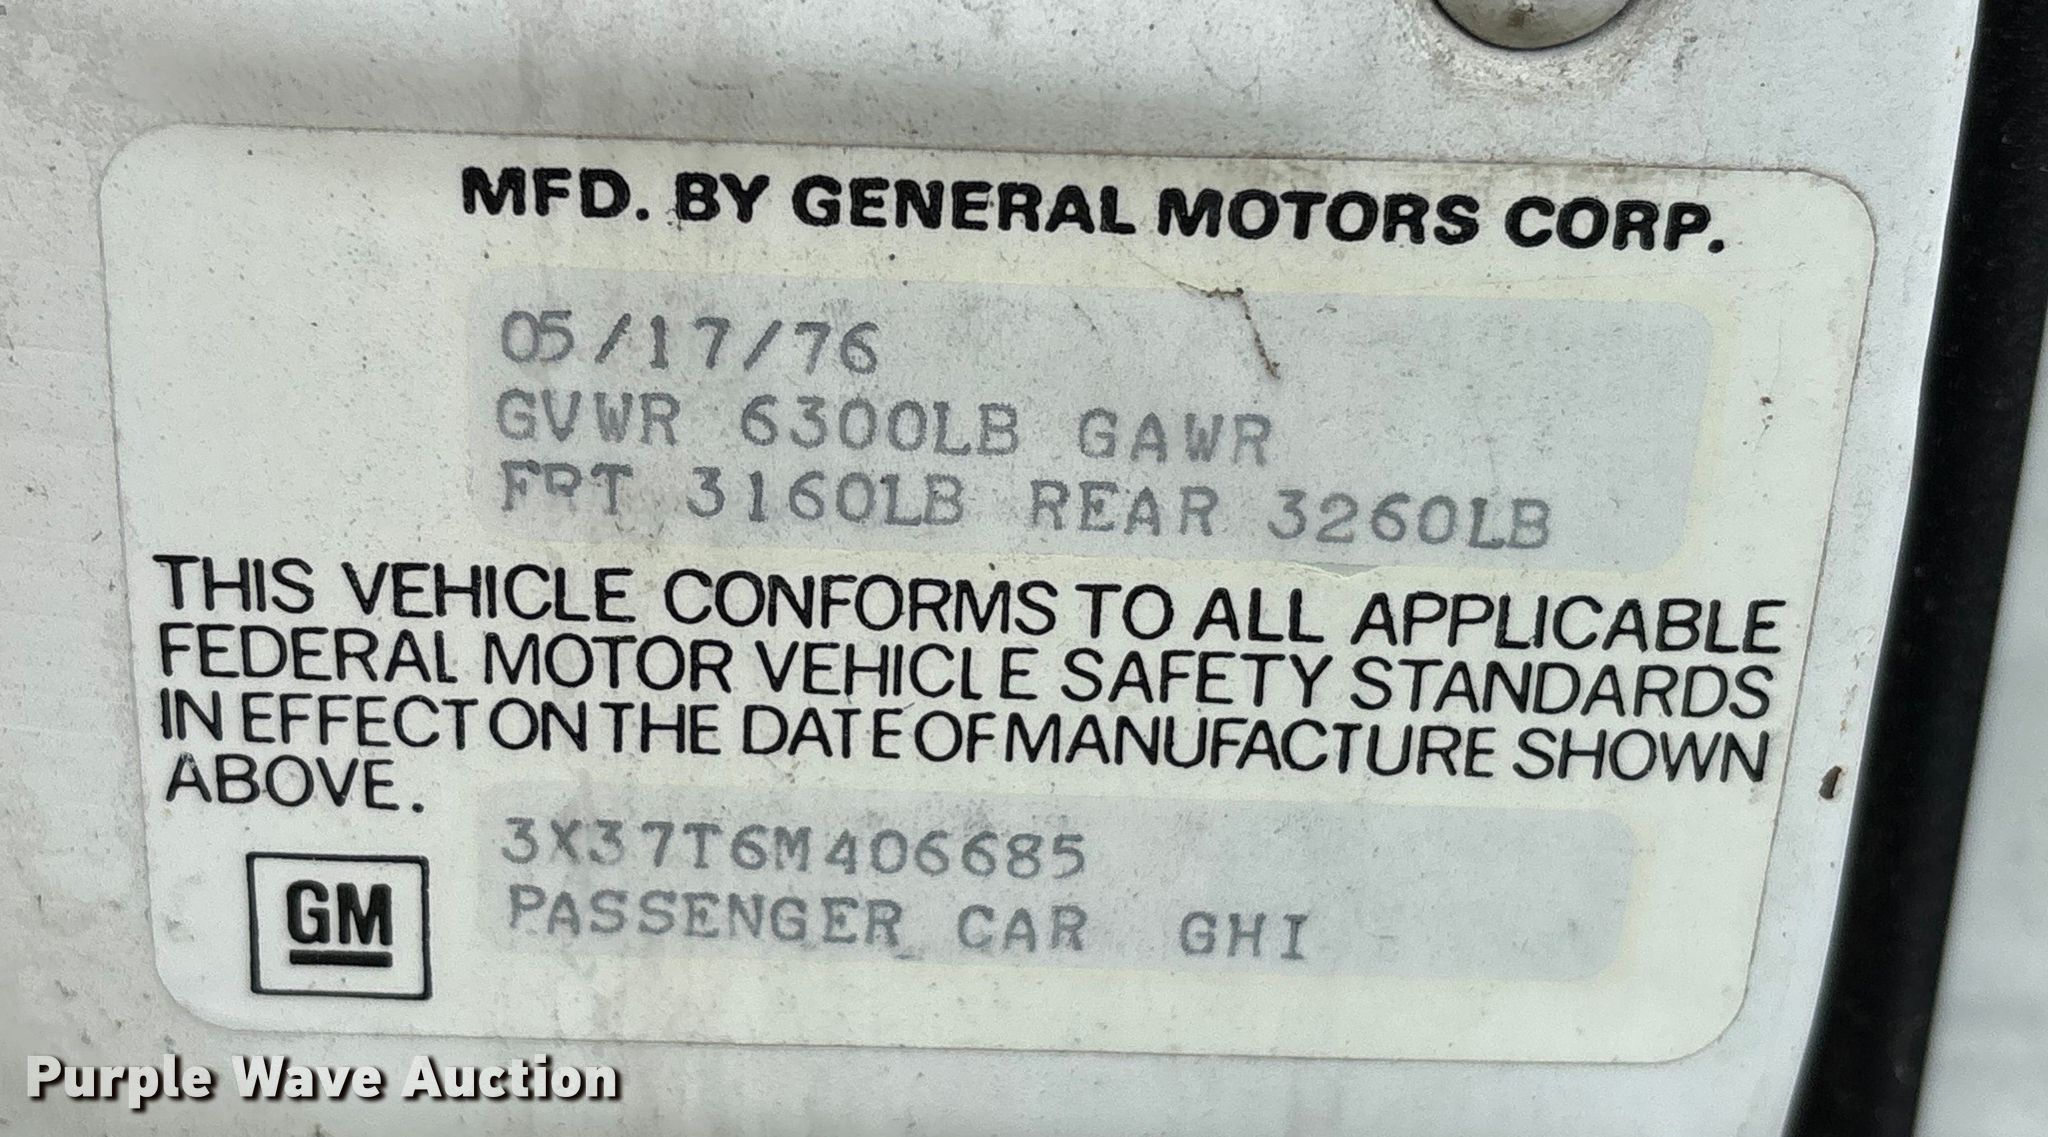 MFD. BY GENERAL MOTORS CORP.
05/17/76
GVWR 6300LB GAWR
FRT 3160LB REAR 3260LB
THIS VEHICLE CONFORMS TO ALL APPLICABLE
FEDERAL MOTOR VEHICLE SAFETY STANDARDS
IN EFFECT ON THE DATE OF MANUFACTURE SHOWN
ABOVE.
3X37T6M406685
PASSENGER CAR GHI
GM
Purple Wave Auction